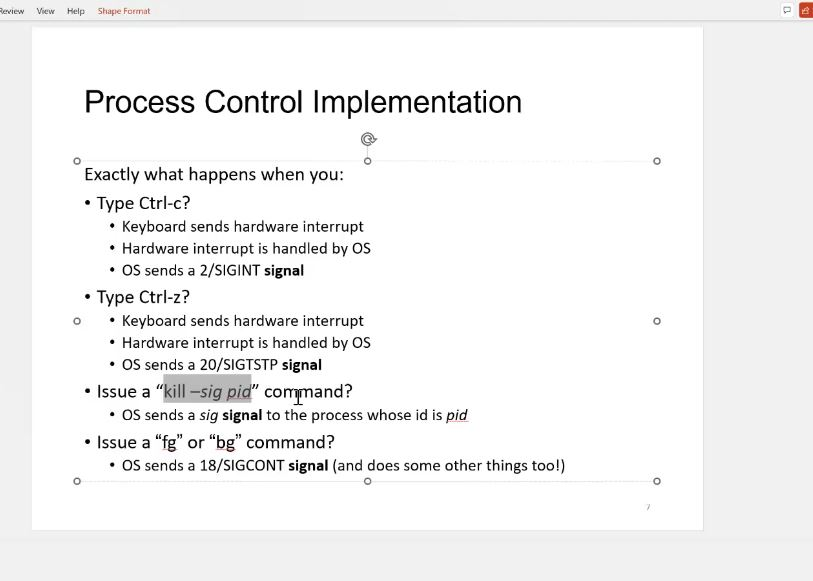 Review View Help Shape Format
Process Control Implementation
Exactly what happens when you:
• Type Ctrl-c?
• Keyboard sends hardware interrupt
• Hardware interrupt is handled by OS
• OS sends a 2/SIGINT signal
• Type Ctrl-z?
• Keyboard sends hardware interrupt
• Hardware interrupt is handled by OS
• OS sends a 20/SIGTSTP signal
• Issue a “kill –sig pid” command?
• OS sends a sig signal to the process whose id is pid
• Issue a “fg” or “bg” command?
• OS sends a 18/SIGCONT signal (and does some other things too!)
7